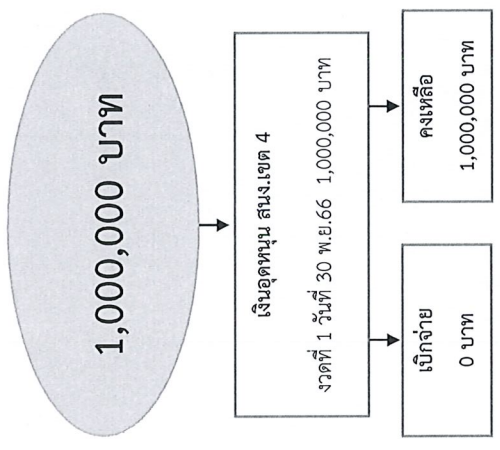 1,000,000 บาท
เงินอุดหนุน สนง.เขต 4
งวดที่ 1 วันที่ 30 พ.ย.66 1,000,000 บาท
เบิกจ่าย
0 บาท
คงเหลือ
1,000,000 บาท